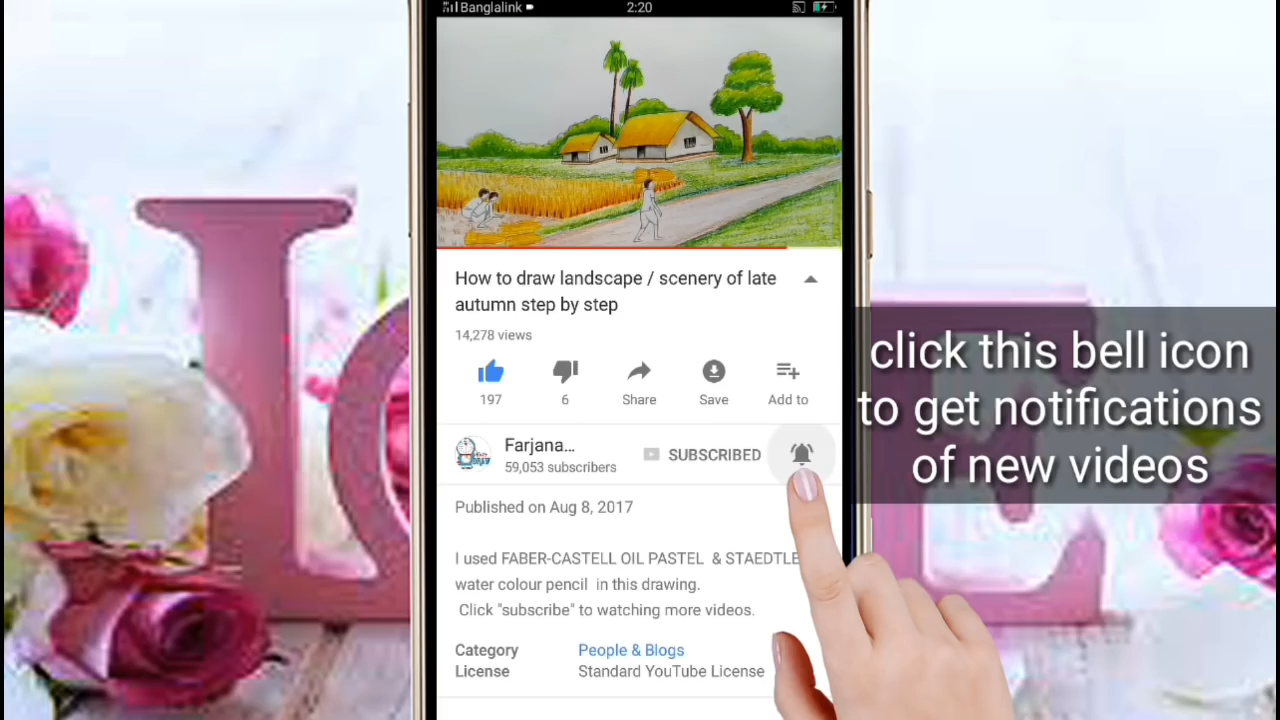 Banglalink
2:20
How to draw landscape / scenery of late
autumn step by step
14,278 views
197
6
Share
Save
Add to
Farjana...
59,053 subscribers
SUBSCRIBED
click this bell icon
to get notifications
of new videos
Published on Aug 8, 2017
I used FABER-CASTELL OIL PASTEL & STAEDTLE
water colour pencil in this drawing.
Click "subscribe" to watching more videos.
Category
People & Blogs
License
Standard YouTube License